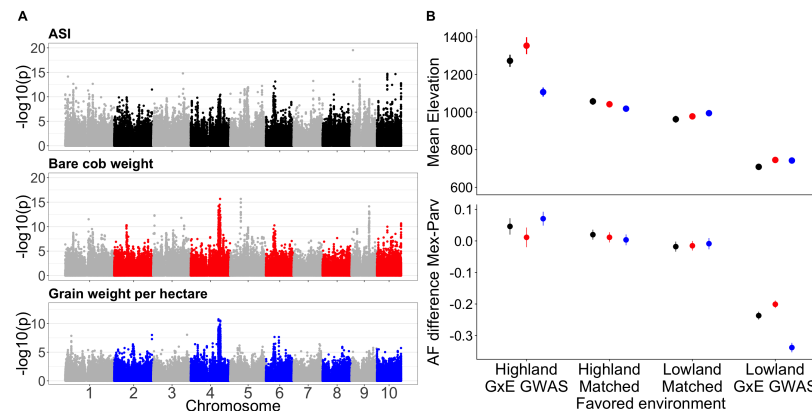 A
ASI
20
15
10
5
0
-log10(p)
Bare cob weight
20
15
10
5
0
-log10(p)
Grain weight per hectare
10
5
0
-log10(p)
1 2 3 4 5 6 7 8 9 10
Chromosome
B
1400
1200
1000
800
600
Mean Elevation
0.1
0.0
-0.1
-0.2
-0.3
AF difference Mex-Parv
Highland Highland Lowland Lowland
GxE GWAS Matched Matched GxE GWAS
Favored environment